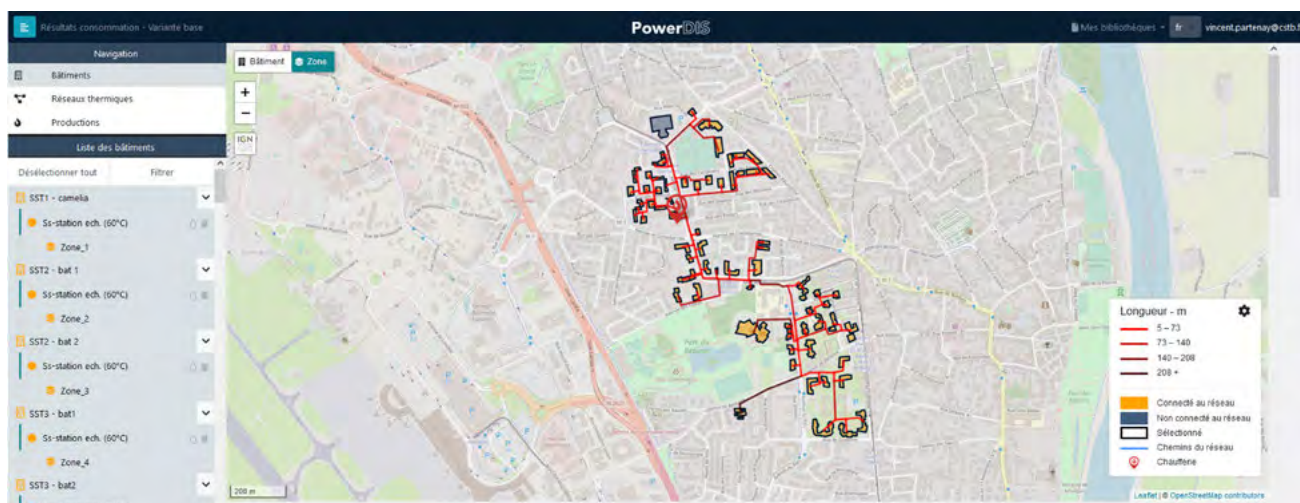 Résultats consommation - Variante base
PowerDIS
Mes bibliothèques
fr
vincent.partenay@cstb.f
Navigation
Bâtiments
Réseaux thermiques
Productions
Liste des bâtiments
Désélectionner tout
Filtrer
SST1 - camelia
Ss-station ech. (60°C)
Zone_1
SST2 - bat 1
Ss-station ech. (60°C)
Zone_2
SST2 - bat 2
Ss-station ech. (60°C)
Zone_3
SST3 - bat1
Ss-station ech. (60°C)
Zone_4
SST3 - bat2
Bâtiment
Zone
+
−
IGN
200 m
Longueur - m
5 – 73
73 – 140
140 – 208
208 +
Connecté au réseau
Non connecté au réseau
Sélectionné
Chemins du réseau
Chaufferie
Leaflet | © OpenStreetMap contributors